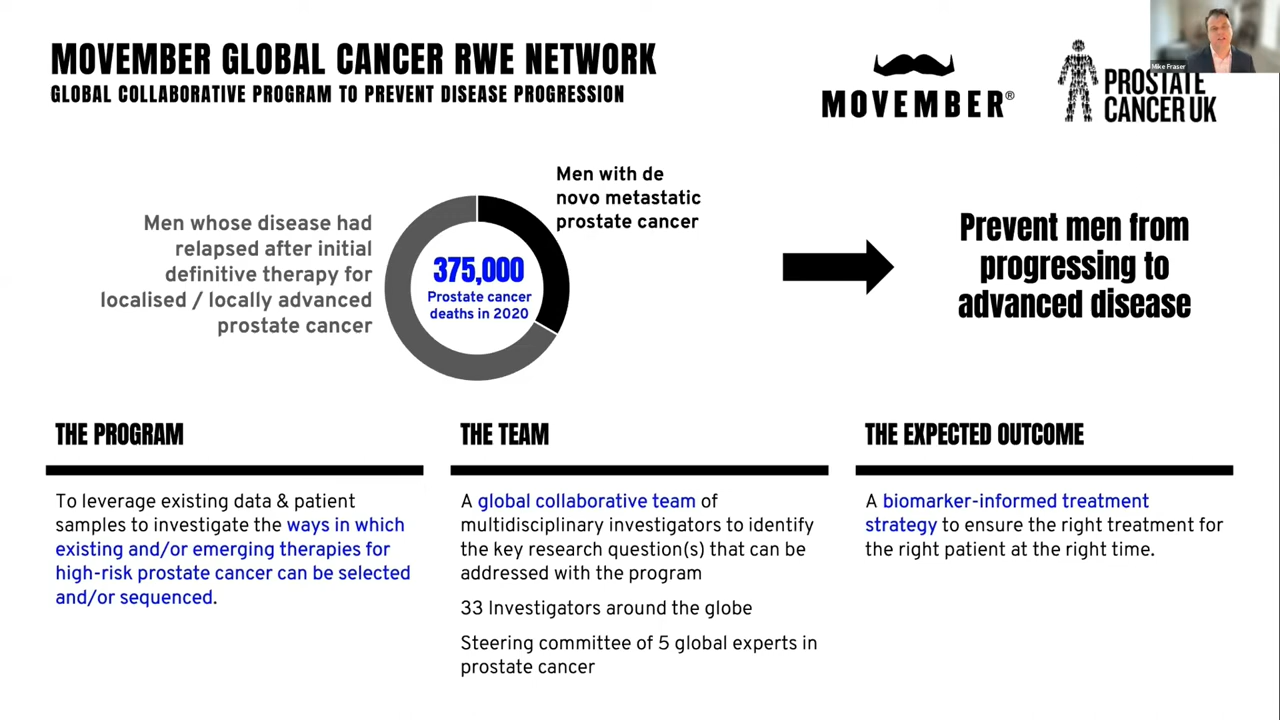 MOVEMBER GLOBAL CANCER RWE NETWORK
GLOBAL COLLABORATIVE PROGRAM TO PREVENT DISEASE PROGRESSION
MOVEMBER®
PROSTATE
CANCER UK
Mike Fraser
Men with de
novo metastatic
prostate cancer
Men whose disease had
relapsed after initial
definitive therapy for
localised / locally advanced
prostate cancer
375,000
Prostate cancer
deaths in 2020
Prevent men from
progressing to
advanced disease
THE PROGRAM
To leverage existing data & patient
samples to investigate the ways in which
existing and/or emerging therapies for
high-risk prostate cancer can be selected
and/or sequenced.
THE TEAM
A global collaborative team of
multidisciplinary investigators to identify
the key research question(s) that can be
addressed with the program
33 Investigators around the globe
Steering committee of 5 global experts in
prostate cancer
THE EXPECTED OUTCOME
A biomarker-informed treatment
strategy to ensure the right treatment for
the right patient at the right time.